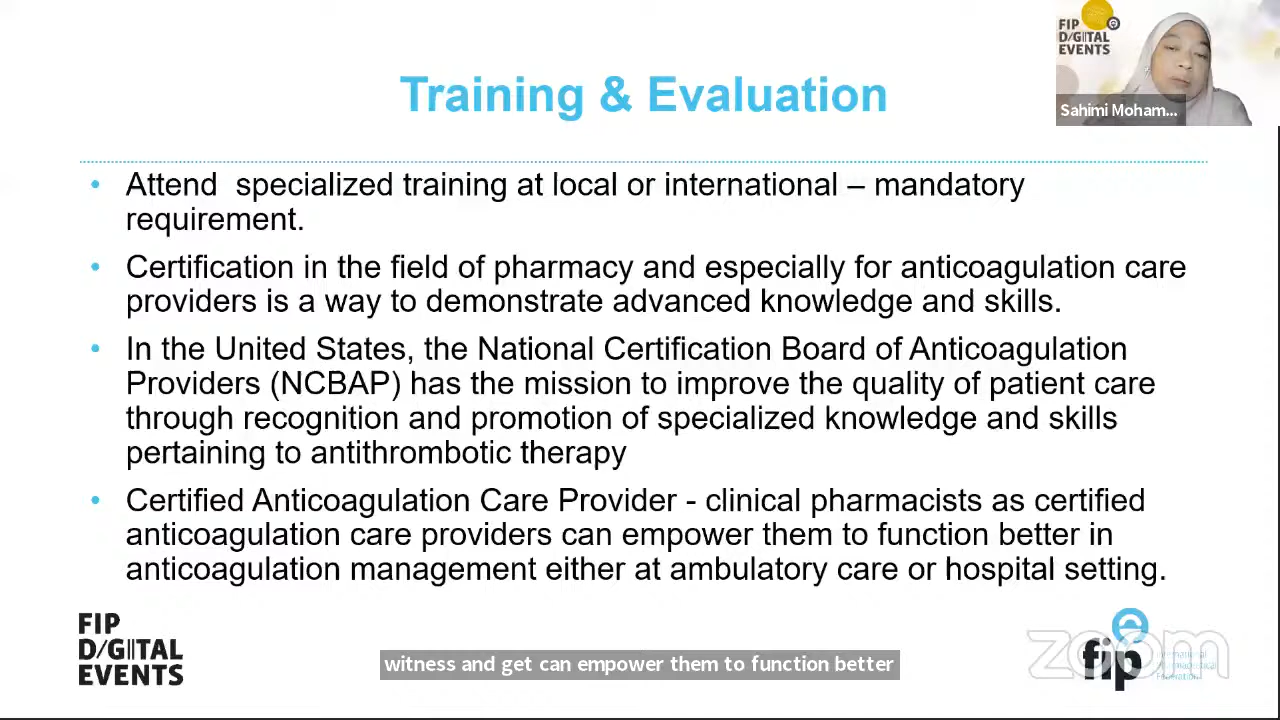 FIP
D/G|TAL
EVENTS
Sahimi Moham...
Training & Evaluation
• Attend specialized training at local or international – mandatory
requirement.
• Certification in the field of pharmacy and especially for anticoagulation care
providers is a way to demonstrate advanced knowledge and skills.
• In the United States, the National Certification Board of Anticoagulation
Providers (NCBAP) has the mission to improve the quality of patient care
through recognition and promotion of specialized knowledge and skills
pertaining to antithrombotic therapy
• Certified Anticoagulation Care Provider - clinical pharmacists as certified
anticoagulation care providers can empower them to function better in
anticoagulation management either at ambulatory care or hospital setting.
FIP
D/G|TAL
EVENTS
witness and get can empower them to function better
zoom
fip
International
Pharmaceutical
Federation